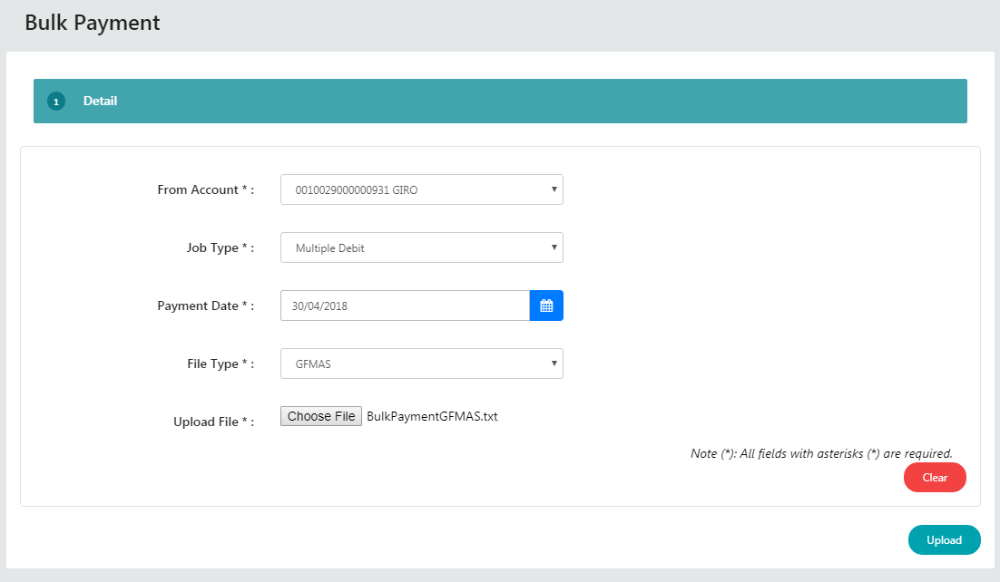 Bulk Payment
1 Detail
From Account * : 0010029000000931 GIRO
Job Type * : Multiple Debit
Payment Date * : 30/04/2018
File Type * : GFMAS
Upload File * : Choose File BulkPaymentGFMAS.txt
Note (*): All fields with asterisks (*) are required.
Clear
Upload